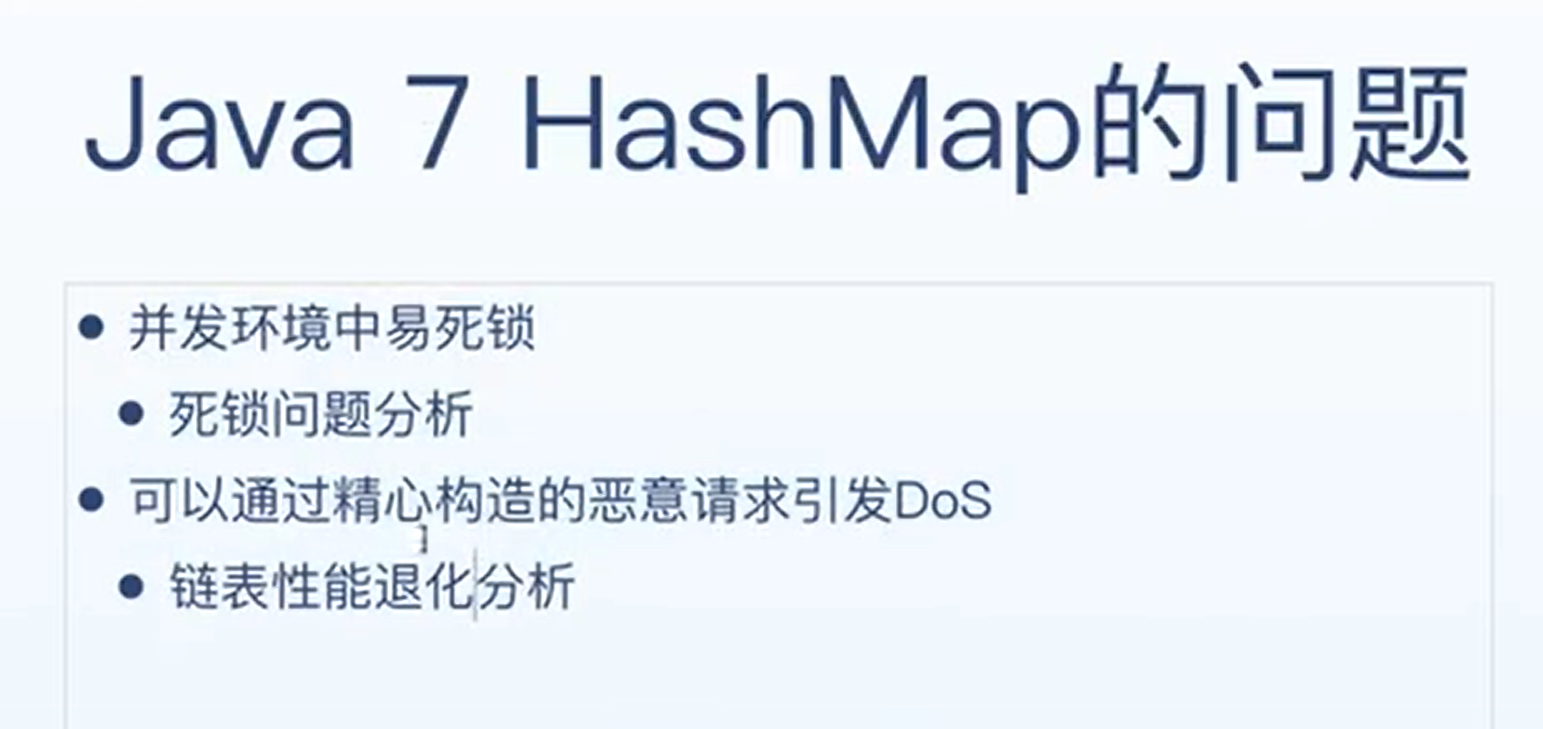 Java 7 HashMap的问题
并发环境中易死锁
死锁问题分析
可以通过精心构造的恶意请求引发DoS
链表性能退化分析